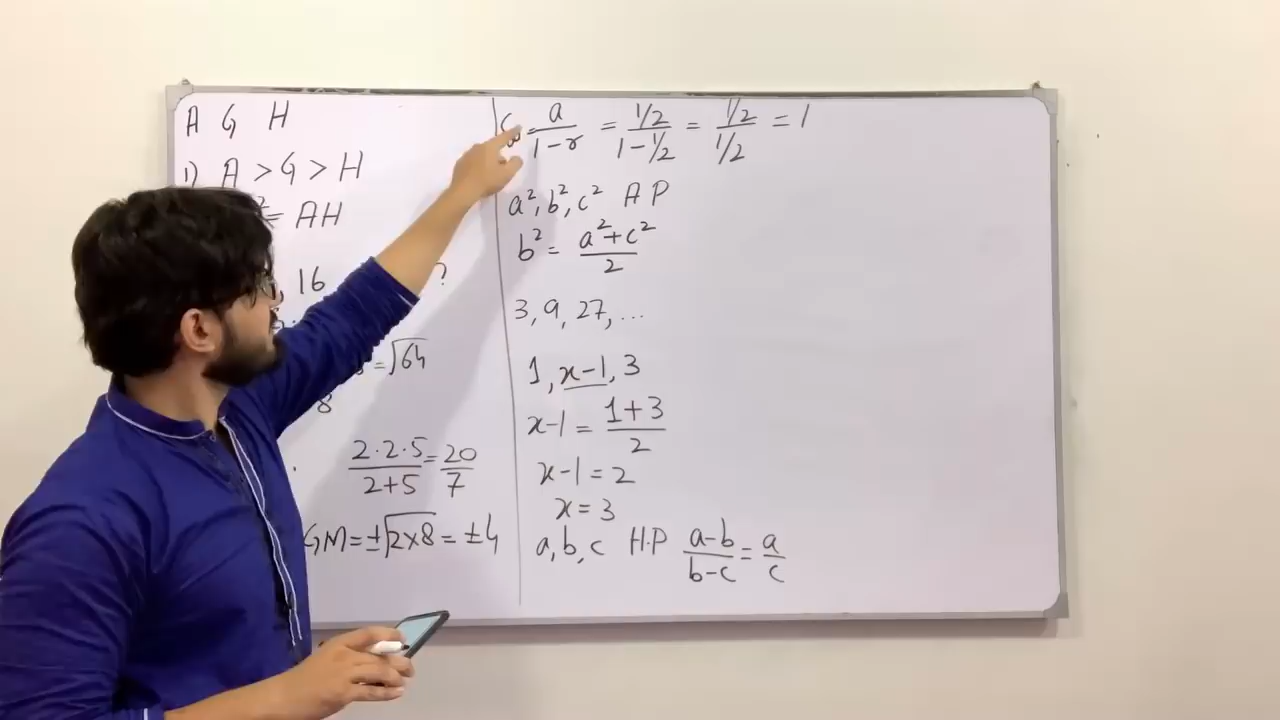 A G H
1) A > G > H
= AH
, 16 ?
= √64
8
2·2·5/2+5 = 20/7
GM = ±√2×8 = ±4
a/1-r = 1/2/1-1/2 = 1/2/1/2 = 1
a², b², c² A P
b² = a²+c²/2
3, 9, 27, ...
1, x-1, 3
x-1 = 1+3/2
x-1 = 2
x = 3
a, b, c H.P a-b/b-c = a/c